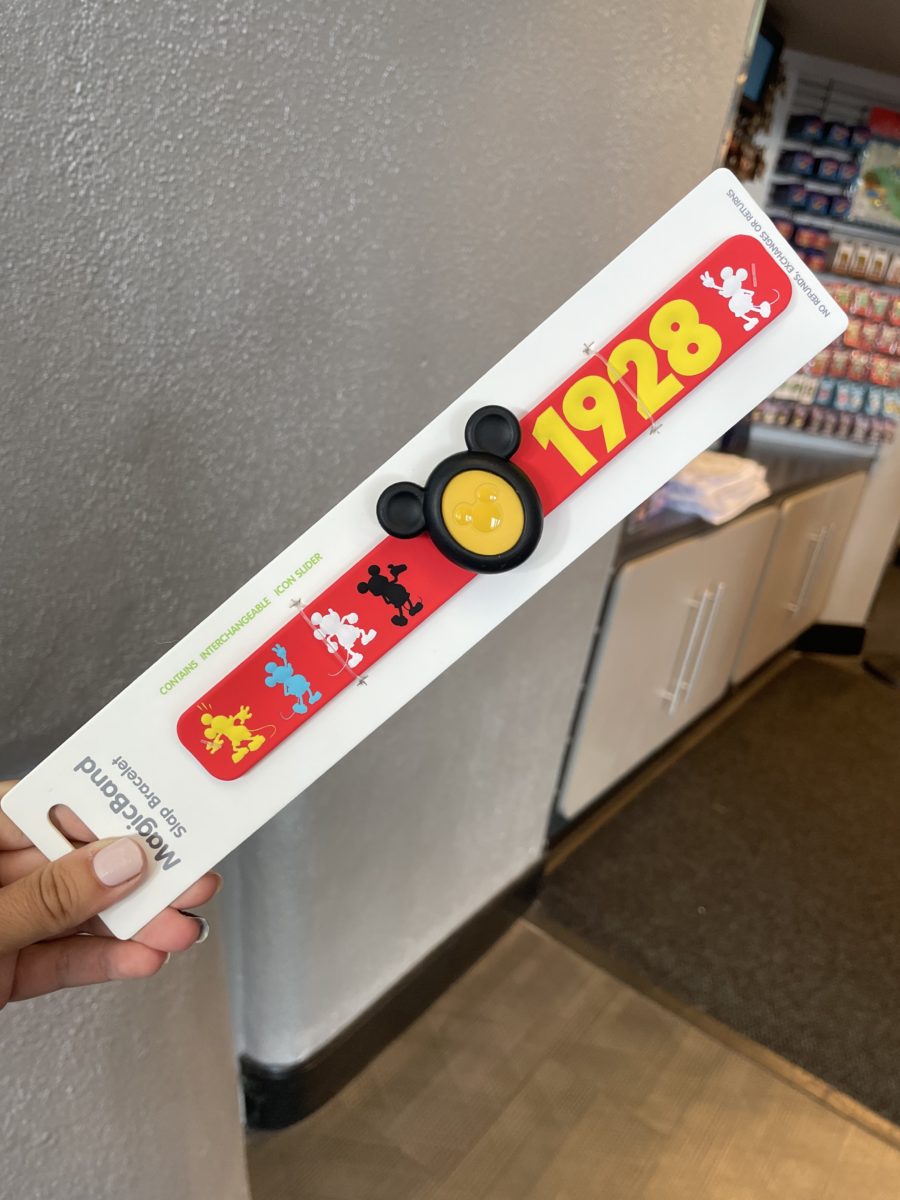 MagicBand
Slap Bracelet
CONTAINS INTERCHANGEABLE ICON SLIDER
1928
NO REFUNDS, EXCHANGES OR RETURNS